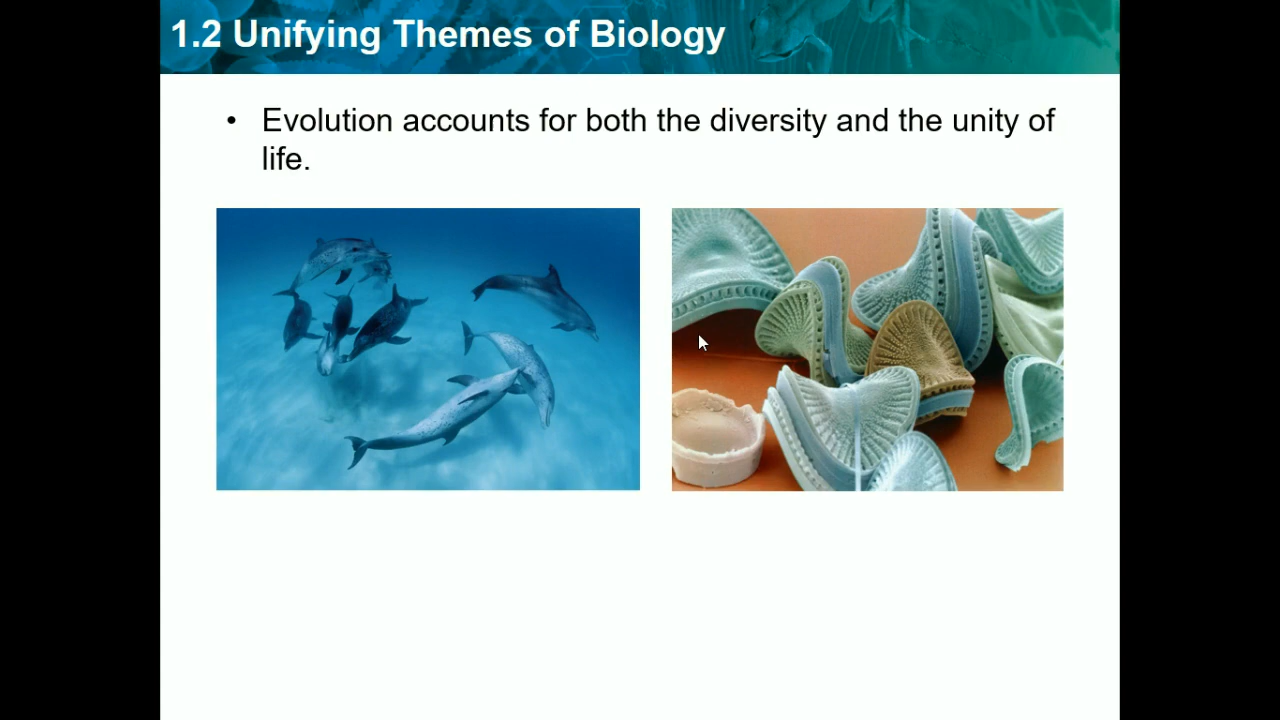 1.2 Unifying Themes of Biology
• Evolution accounts for both the diversity and the unity of
life.